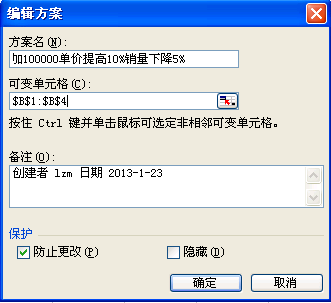 编辑方案
方案名(N):
加100000单价提高10%销量下降5%
可变单元格(C):
$B$1:$B$4
按住 Ctrl 键并单击鼠标可选定非相邻可变单元格。
备注(O):
创建者 lzm 日期 2013-1-23
保护
防止更改(P)
隐藏(D)
确定
取消